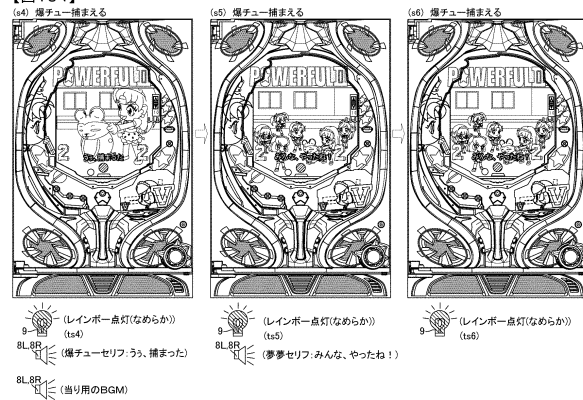 (s4) 爆チュー捕まえる
(s5) 爆チュー捕まえる
(s6) 爆チュー捕まえる
POWERFUL
POWERFUL
POWERFUL
2
うぅ、捕まった
2
2
みんな、やったね!
2
2
みんな、やったね!
2
V
V
V
9
(レインボー点灯(なめらか))
(ts4)
8L,8R
(爆チューセリフ:うぅ、捕まった)
8L,8R
(当り用のBGM)
9
(レインボー点灯(なめらか))
(ts5)
8L,8R
(夢夢セリフ:みんな、やったね!)
9
(レインボー点灯(なめらか))
(ts6)